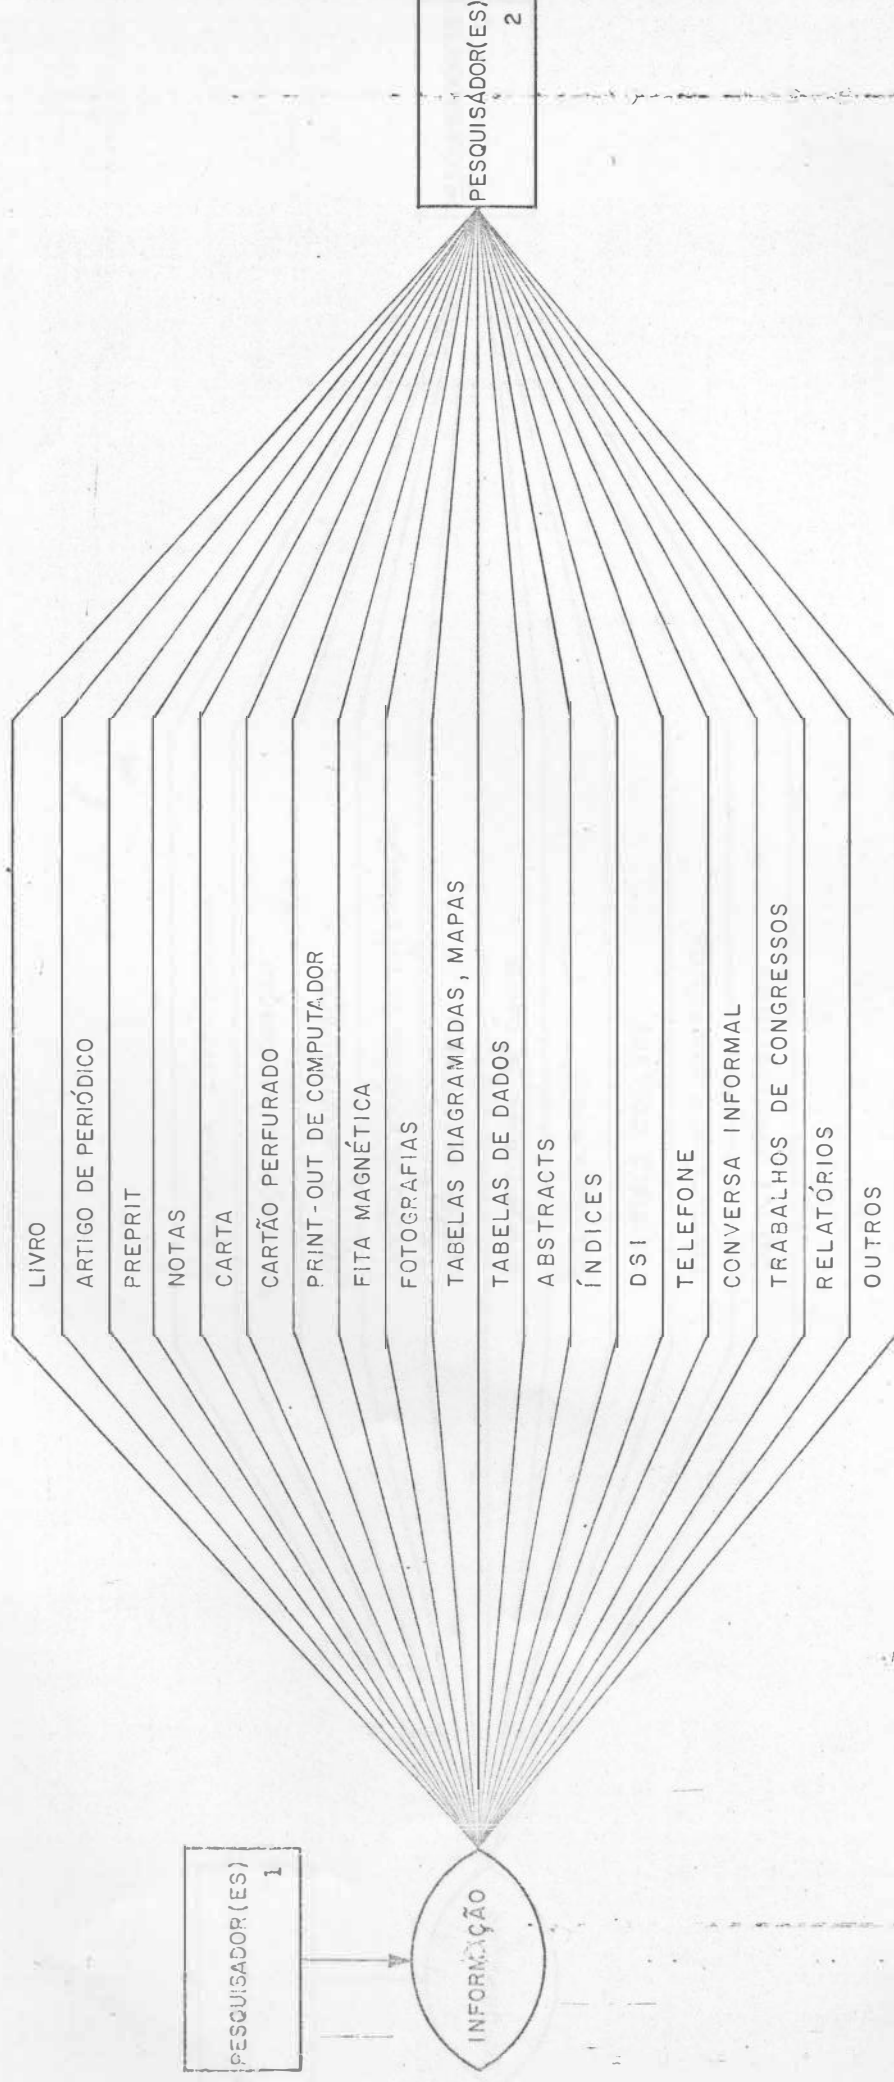 PESQUISADOR(ES)
1
INFORMAÇÃO
LIVRO
ARTIGO DE PERIÓDICO
PREPRIT
NOTAS
CARTA
CARTÃO PERFURADO
PRINT-OUT DE COMPUTADOR
FITA MAGNÉTICA
FOTOGRAFIAS
TABELAS DIAGRAMADAS, MAPAS
TABELAS DE DADOS
ABSTRACTS
ÍNDICES
DSI
TELEFONE
CONVERSA INFORMAL
TRABALHOS DE CONGRESSOS
RELATÓRIOS
OUTROS
PESQUISADOR(ES)
2